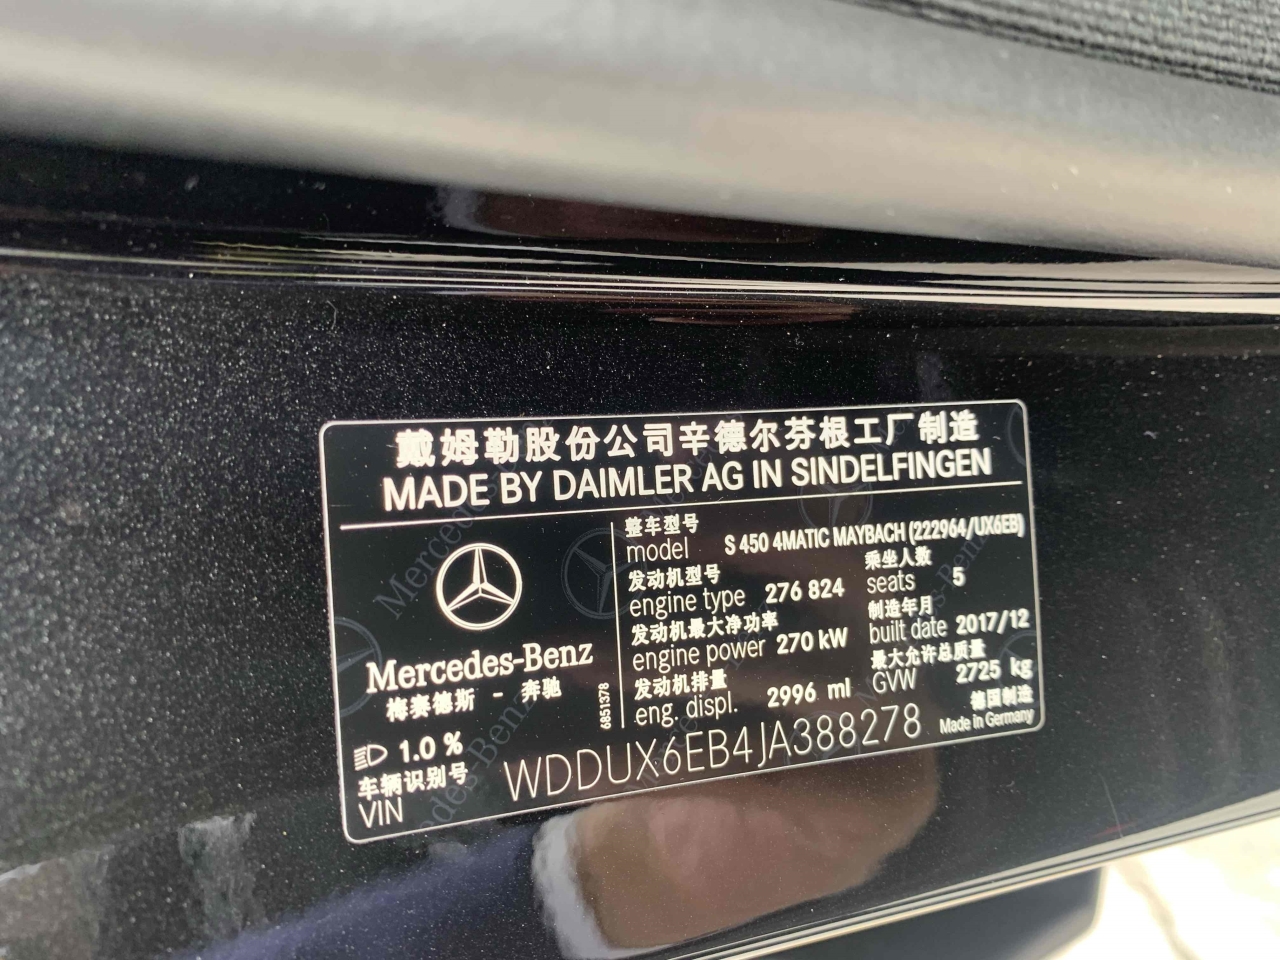 戴姆勒股份公司辛德尔芬根工厂制造
MADE BY DAIMLER AG IN SINDELFINGEN
Mercedes-Benz
梅赛德斯 - 奔驰
6851378
1.0 %
整车型号
model S 450 4MATIC MAYBACH (222964/UX6EB)
发动机型号 乘坐人数
engine type 276 824 seats 5
发动机最大净功率 制造年月
engine power 270 kW built date 2017/12
发动机排量 最大允许总质量
eng. displ. 2996 ml GVW 2725 kg
德国制造
Made in Germany
车辆识别号
VIN WDDUX6EB4JA388278